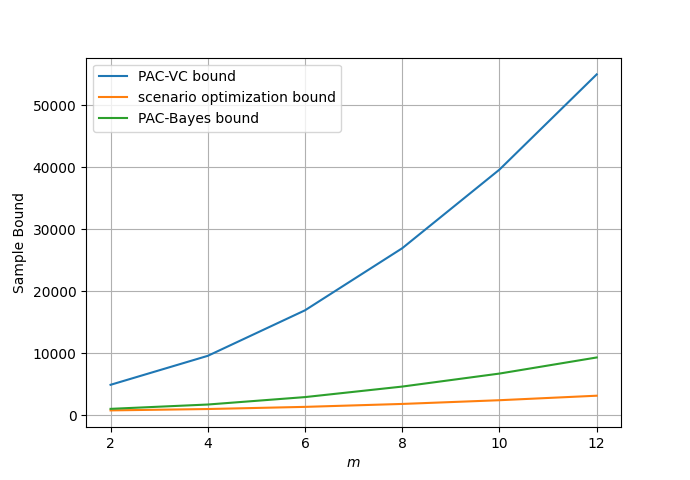 PAC-VC bound
scenario optimization bound
PAC-Bayes bound
Sample Bound
50000
40000
30000
20000
10000
0
2 4 6 8 10 12
m